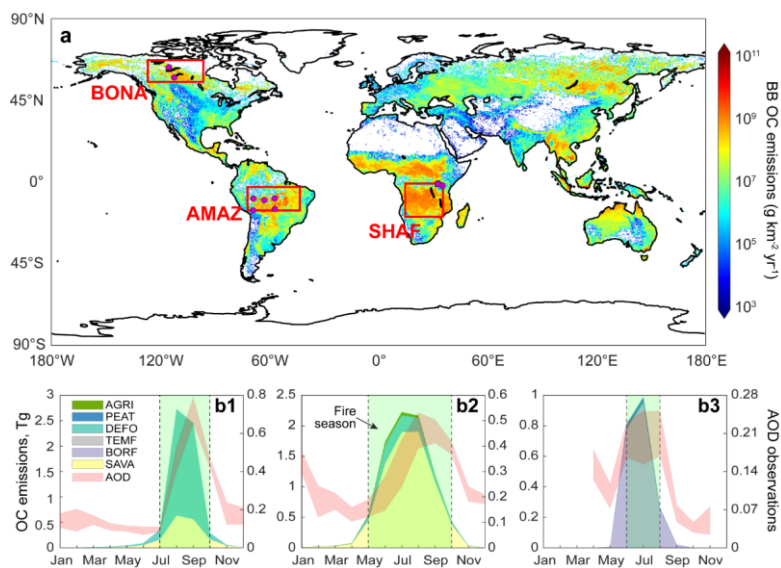 90°N
a
BONA
45°N
0°
AMAZ
SHAF
45°S
90°S
180°W 120°W 60°W 0° 60°E 120°E 180°E
10¹¹
10⁹
10⁷
10⁵
10³
BB OC emissions (g km⁻² yr⁻¹)
OC emissions, Tg
3
2.5
2
1.5
1
0.5
0
AGRI
PEAT
DEFO
TEMF
BORF
SAVA
AOD
b1
0.8
0.6
0.4
0.2
0
Jan Mar May Jul Sep Nov
2.5
2
1.5
1
0.5
0
Fire
season
b2
0.6
0.5
0.4
0.3
0.2
0.1
0
Jan Mar May Jul Sep Nov
1
0.8
0.6
0.4
0.2
0
b3
0.28
0.21
0.14
0.07
0
Jan Mar May Jul Sep Nov
AOD observations